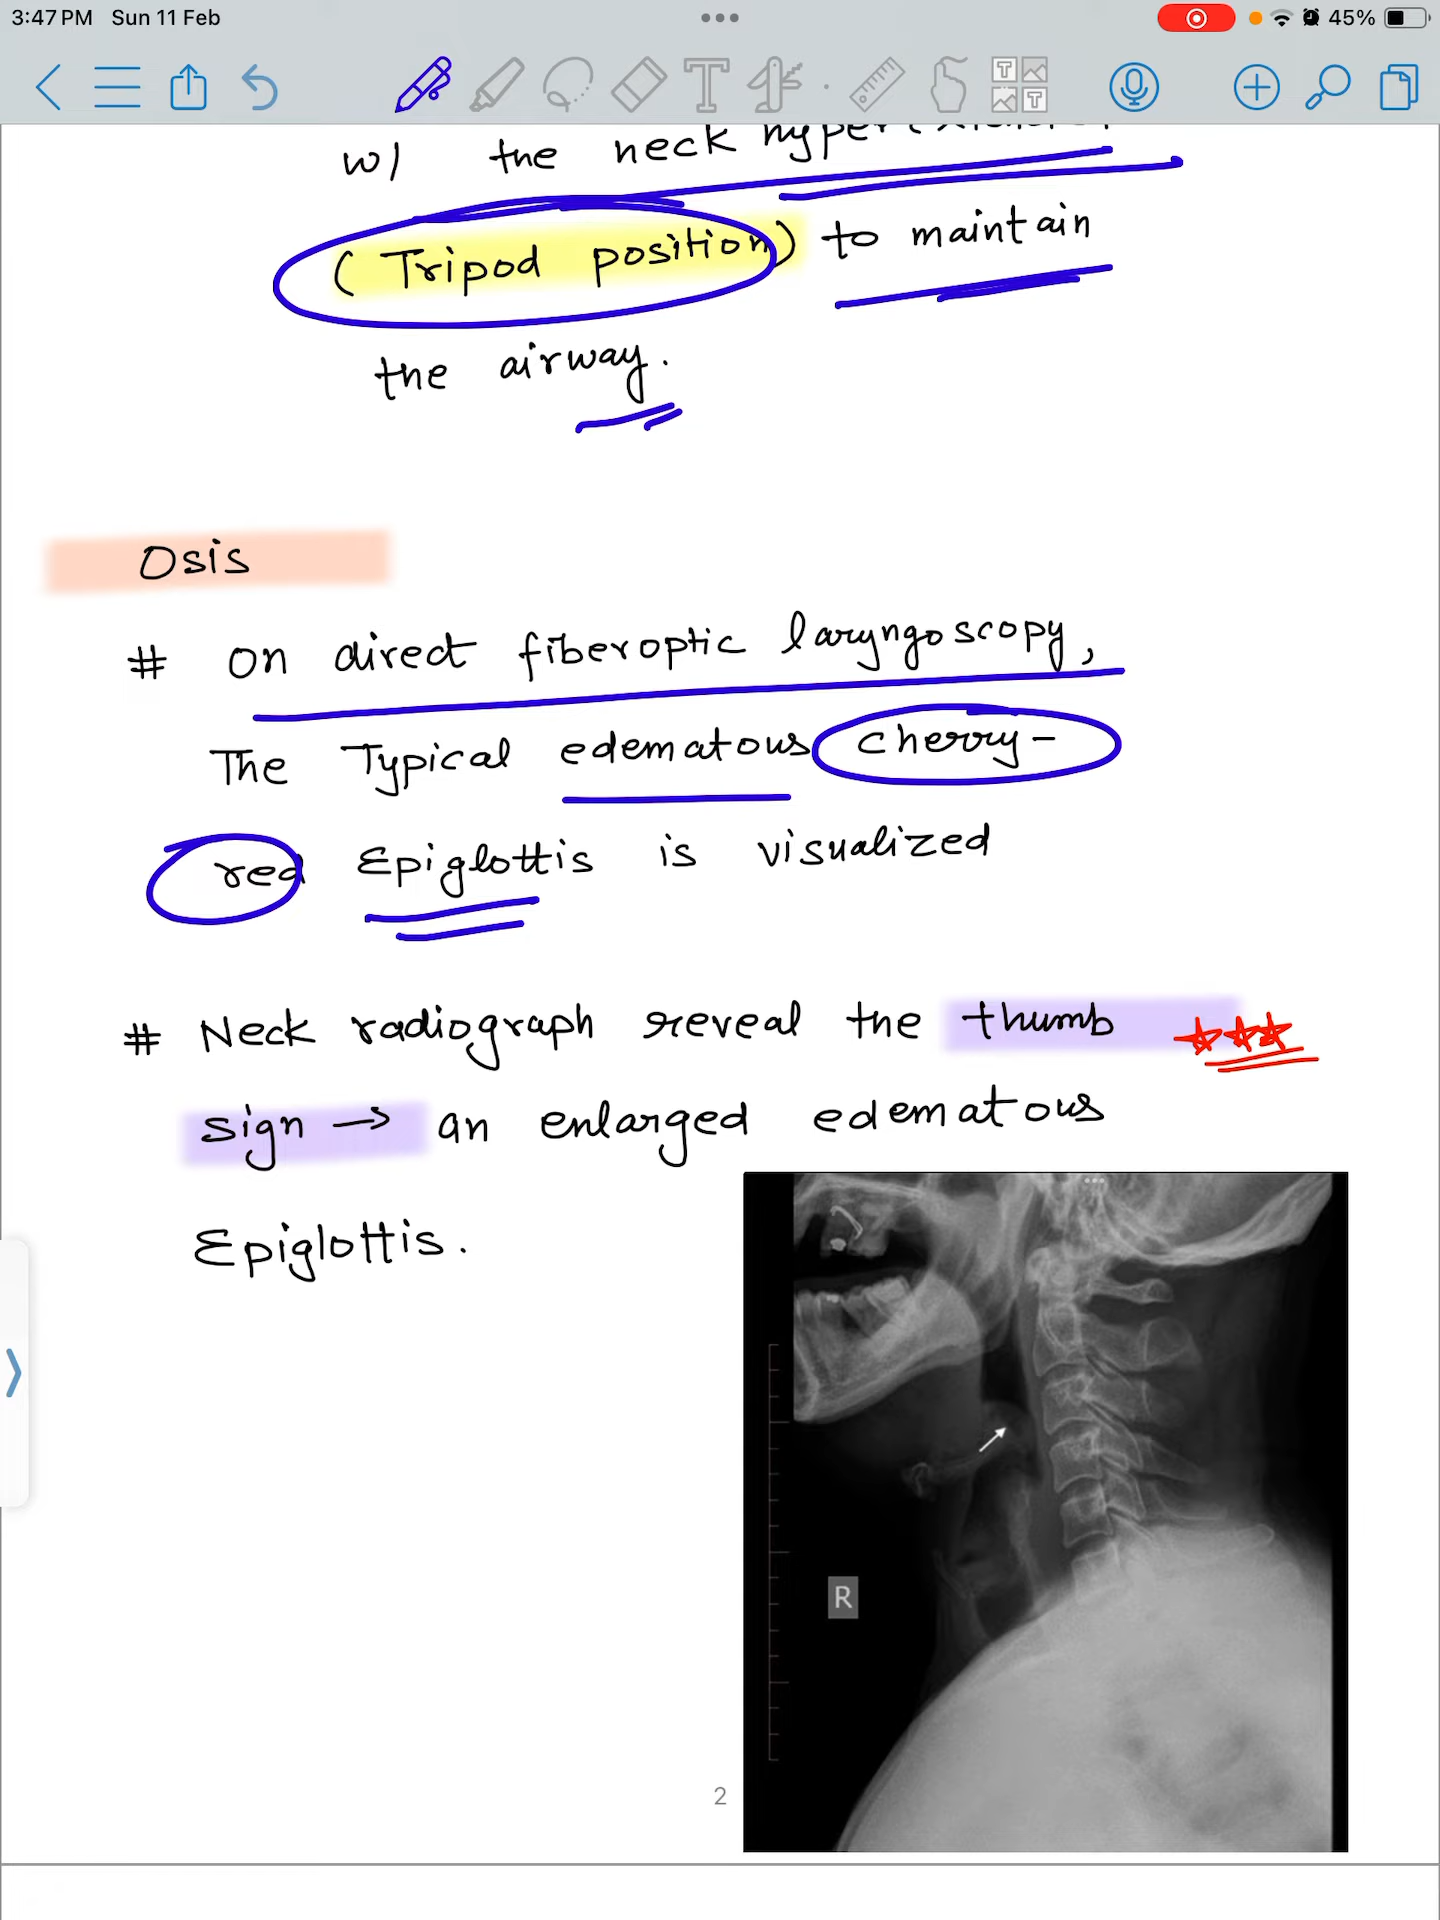 3:47 PM Sun 11 Feb
45%
w/ the neck
(Tripod position) to maintain
the airway.
Osis
# On direct fiberoptic laryngoscopy,
The Typical edematous cherry-
red Epiglottis is visualized
# Neck radiograph reveal the thumb
sign → an enlarged edematous
Epiglottis.
R
2